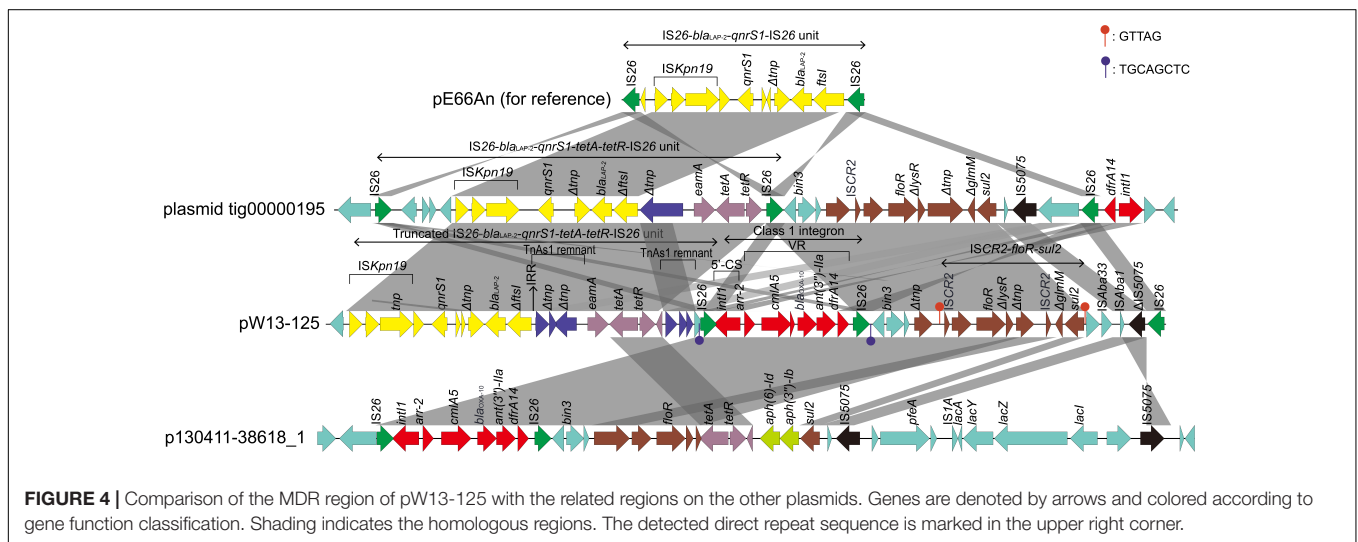 IS26-blaLAP-2-qnrS1-IS26 unit
: GTTAG
: TGCAGCTC
IS26 ISKpn19 qnrS1 Δtnp blaLAP-2 ftsI IS26
pE66An (for reference)
IS26-blaLAP-2-qnrS1-tetA-tetR-IS26 unit
IS26 ISKpn19 qnrS1 Δtnp blaLAP-2 ΔftsI Δtnp eamA tetA tetR IS26 bin3 ISCR2 floR ΔlysR Δtnp ΔglmM sul2 IS5075 IS26 dfrA14 intI1
plasmid tig00000195
Truncated IS26-blaLAP-2-qnrS1-tetA-tetR-IS26 unit
Class 1 integron
ISKpn19 TnAs1 remnant TnAs1 remnant 5'-CS VR ISCR2-floR-sul2
tnp qnrS1 Δtnp blaLAP-2 ΔftsI IRR Δtnp Δtnp eamA tetA tetR IS26 intI1 arr-2 cmlA5 blaOXA-10 ant(3")-IIa dfrA14 IS26 bin3 Δtnp ISCR2 floR ΔlysR Δtnp ISCR2 ΔglmM sul2 ISAba33 ISAba1 ΔIS5075 IS26
pW13-125
IS26 intI1 arr-2 cmlA5 blaOXA-10 ant(3")-IIa dfrA14 IS26 bin3 floR tetA tetR aph(6)-Id aph(3")-Ib sul2 IS5075 pfeA IS1A lacA lacY lacZ lacI IS5075
p130411-38618_1
FIGURE 4 | Comparison of the MDR region of pW13-125 with the related regions on the other plasmids. Genes are denoted by arrows and colored according to
gene function classification. Shading indicates the homologous regions. The detected direct repeat sequence is marked in the upper right corner.